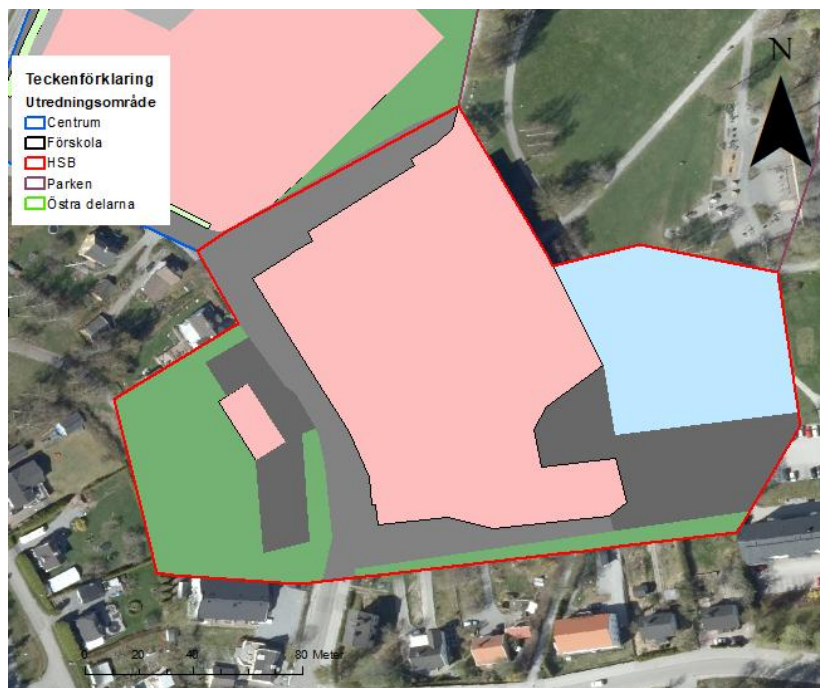 N
Teckenförklaring
Utredningsområde
Centrum
Förskola
HSB
Parken
Östra delarna
0 20 40 80 Meter